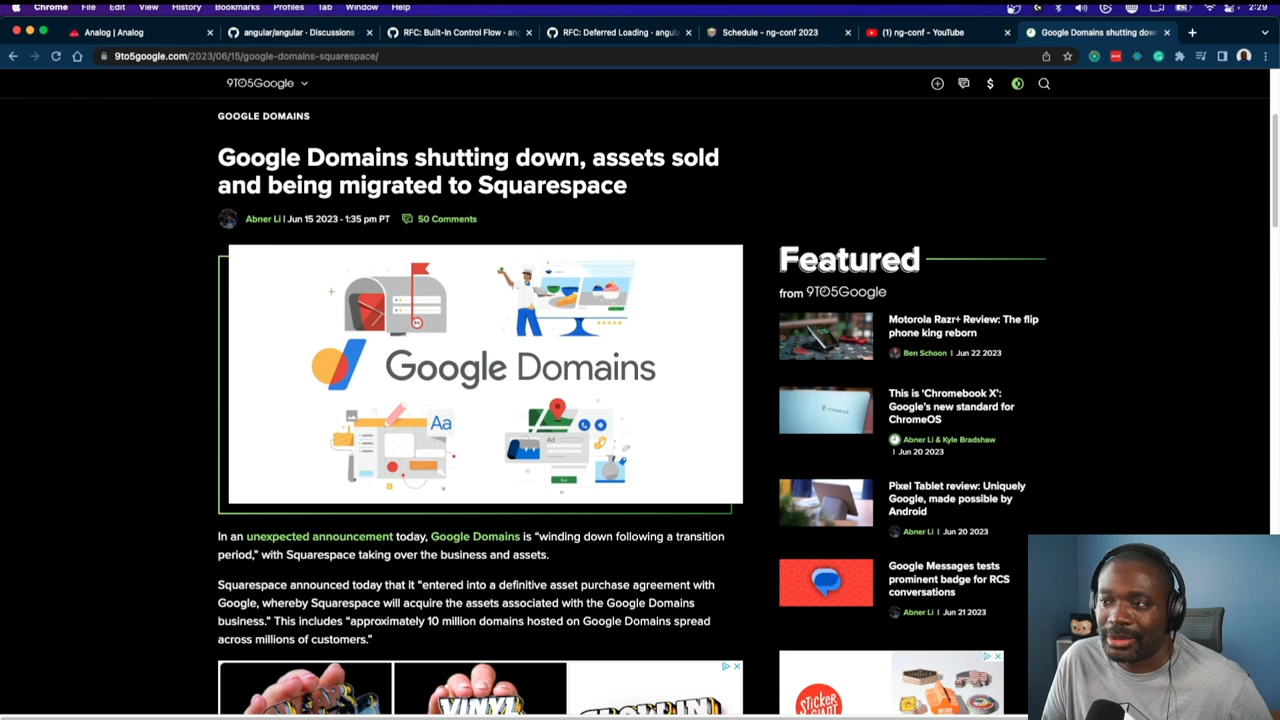 Chrome File Edit View History Bookmarks Profiles Tab Window Help 2:29
Analog | Analog
angular/angular · Discussions
RFC: Built-In Control Flow · an
RFC: Deferred Loading · angul
Schedule - ng-conf 2023
(1) ng-conf - YouTube
Google Domains shutting dow
9to5google.com/2023/06/15/google-domains-squarespace/
9TO5Google
GOOGLE DOMAINS
Google Domains shutting down, assets sold
and being migrated to Squarespace
Abner Li | Jun 15 2023 - 1:35 pm PT 50 Comments
Google Domains
Aa
Ad
In an unexpected announcement today, Google Domains is “winding down following a transition
period,” with Squarespace taking over the business and assets.
Squarespace announced today that it “entered into a definitive asset purchase agreement with
Google, whereby Squarespace will acquire the assets associated with the Google Domains
business.” This includes “approximately 10 million domains hosted on Google Domains spread
across millions of customers.”
VINYL
Featured
from 9TO5Google
Motorola Razr+ Review: The flip
phone king reborn
Ben Schoon | Jun 22 2023
This is ‘Chromebook X’:
Google’s new standard for
ChromeOS
Abner Li & Kyle Bradshaw
| Jun 20 2023
Pixel Tablet review: Uniquely
Google, made possible by
Android
Abner Li | Jun 20 2023
Google Messages tests
prominent badge for RCS
conversations
Abner Li | Jun 21 2023
STICKER
GIANT